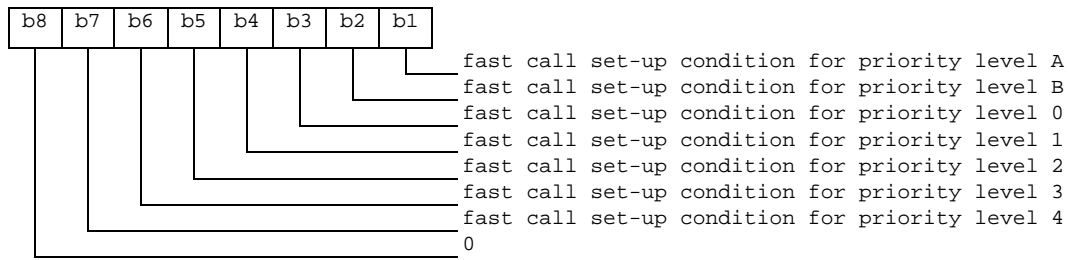 b8 b7 b6 b5 b4 b3 b2 b1
fast call set-up condition for priority level A
fast call set-up condition for priority level B
fast call set-up condition for priority level 0
fast call set-up condition for priority level 1
fast call set-up condition for priority level 2
fast call set-up condition for priority level 3
fast call set-up condition for priority level 4
0